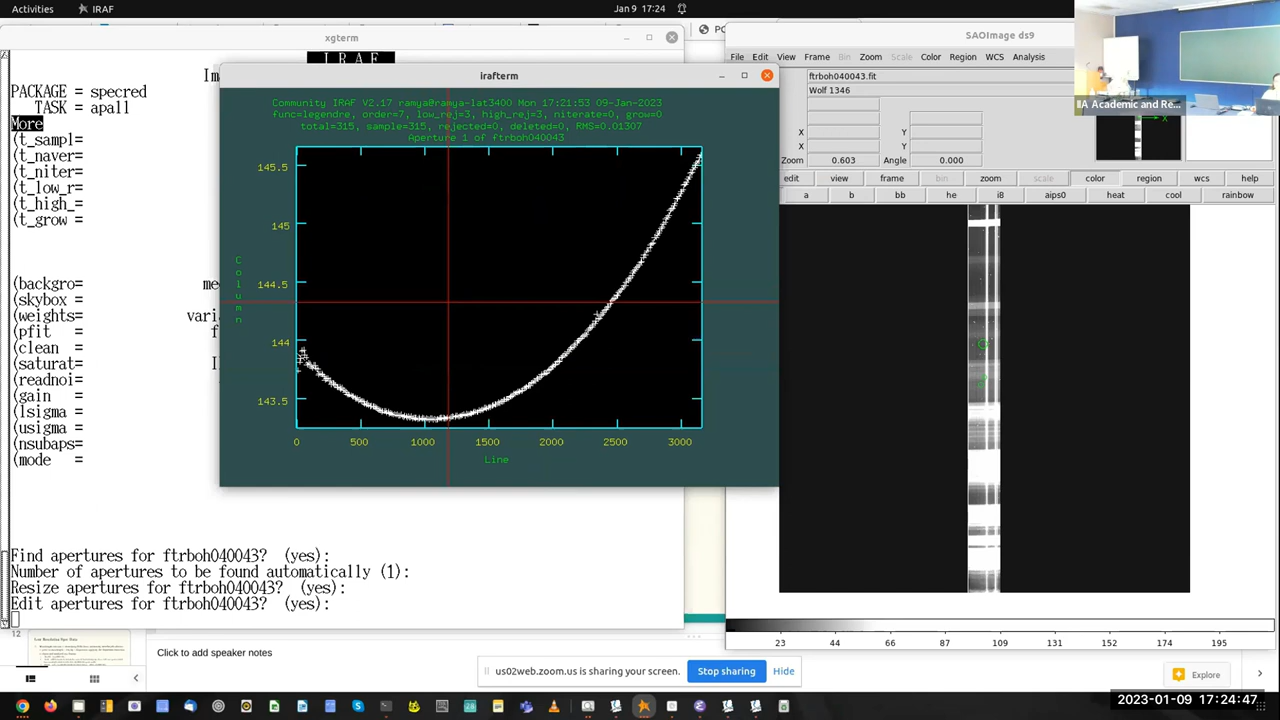 Activities
IRAF
Jan 9 17:24
xgterm
I R A F
PACKAGE = specred
TASK = apall
More
(t_sampl=
(t_naver=
(t_niter=
(t_low_r=
(t_high_=
(t_grow =
(backgro=
(skybox =
(weights=
(pfit =
(clean =
(saturat=
(readnoi=
(gain =
(lsigma =
(usigma =
(nsubaps=
(mode =
Find apertures for ftrboh040043? (yes):
Number of apertures to be found automatically (1):
Resize apertures for ftrboh040043? (yes):
Edit apertures for ftrboh040043? (yes):
irafterm
Community IRAF V2.17 ramya@ramya-lat3400 Mon 17:21:53 09-Jan-2023
func=legendre, order=7, low_rej=3, high_rej=3, niterate=0, grow=0
total=315, sample=315, rejected=0, deleted=0, RMS=0.01307
Aperture 1 of ftrboh040043
145.5
145
144.5
144
143.5
Column
0 500 1000 1500 2000 2500 3000
Line
SAOImage ds9
File Edit View Frame Bin Zoom Scale Color Region WCS Analysis
ftrboh040043.fit
Wolf 1346
X Y
X Y
Zoom 0.603 Angle 0.000
X
edit view frame bin zoom scale color region wcs help
a b he i8 aips0 heat cool rainbow
23 44 66 87 109 130 152 174 195
IIA Academic and Re...
12
Click to add speaker notes
us02web.zoom.us is sharing your screen.
Stop sharing
Hide
Explore
2023-01-09 17:24:47